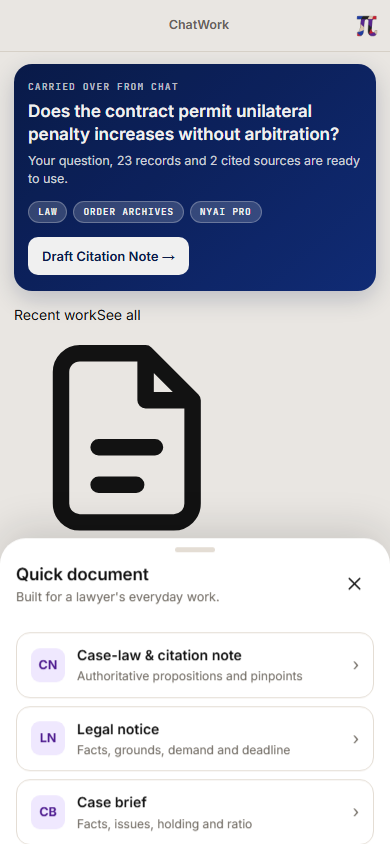 ChatWork
CARRIED OVER FROM CHAT
Does the contract permit unilateral
penalty increases without arbitration?
Your question, 23 records and 2 cited sources are ready
to use.
LAW ORDER ARCHIVES NYAI PRO
Draft Citation Note →
Recent workSee all
Quick document
Built for a lawyer's everyday work.
CN Case-law & citation note
Authoritative propositions and pinpoints
LN Legal notice
Facts, grounds, demand and deadline
CB Case brief
Facts, issues, holding and ratio